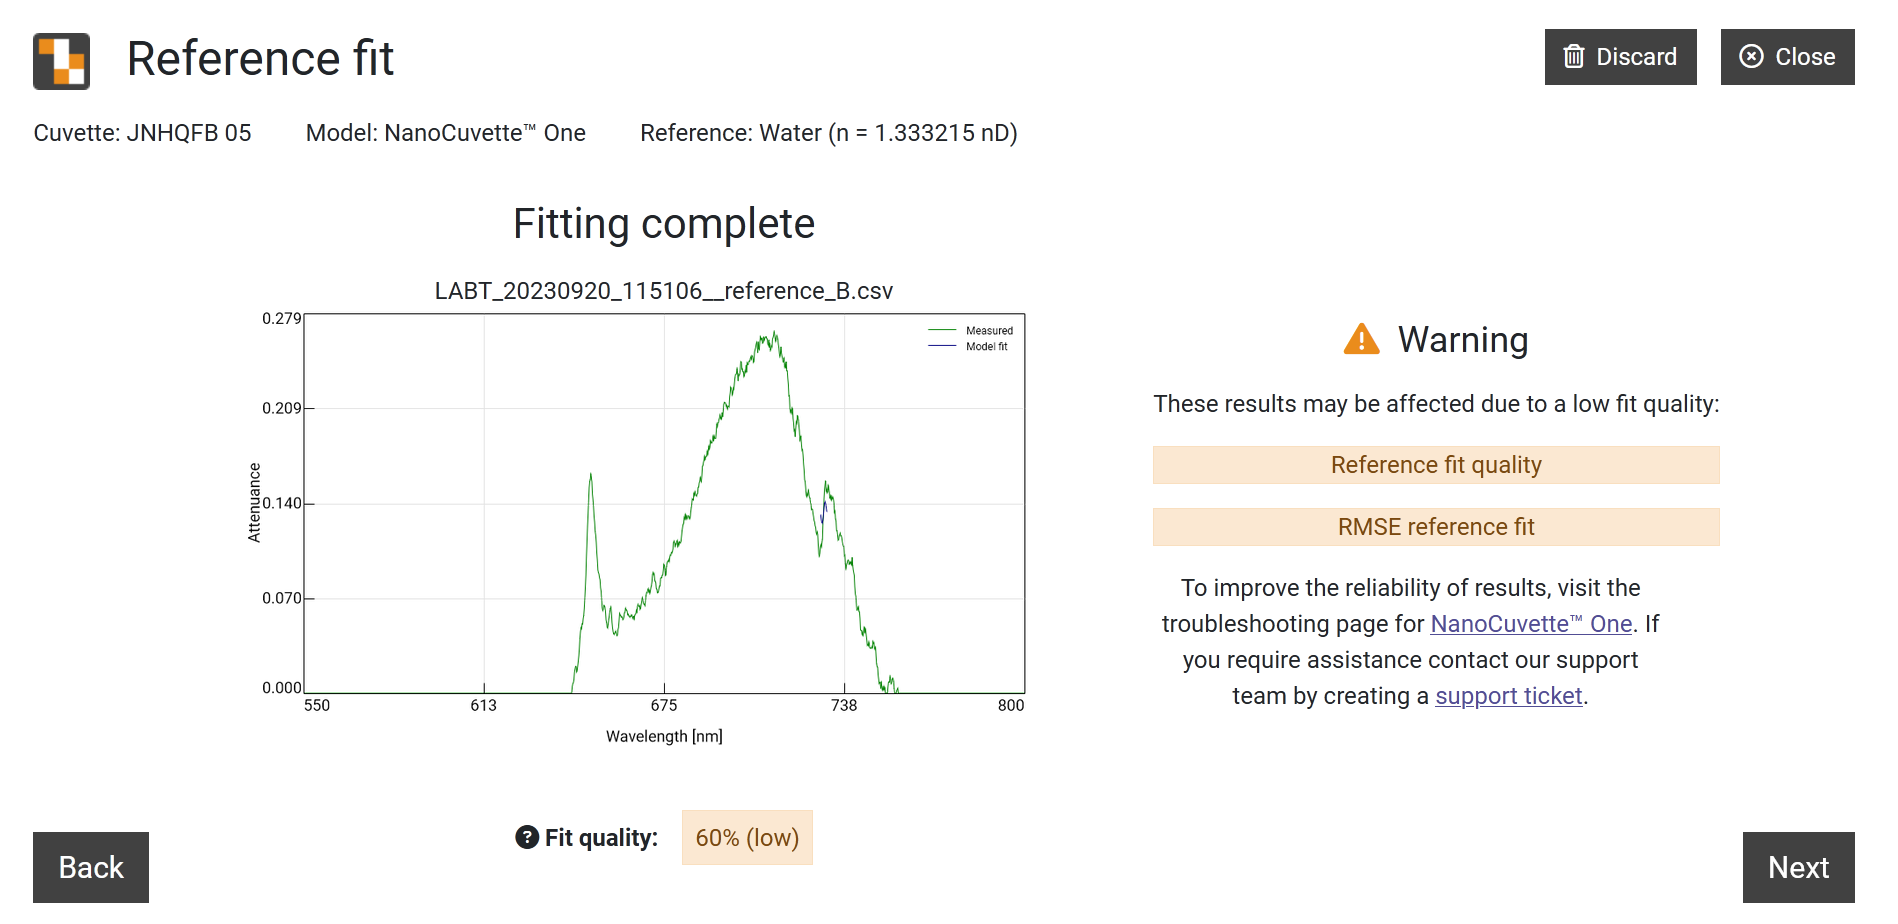 Reference fit
Discard
Close
Cuvette: JNHQFB 05
Model: NanoCuvette™ One
Reference: Water (n = 1.333215 nD)
Fitting complete
LABT_20230920_115106__reference_B.csv
0.279
0.209
0.140
0.070
0.000
Attenuance
Measured
Model fit
550
613
675
738
800
Wavelength [nm]
Fit quality:
60% (low)
Warning
These results may be affected due to a low fit quality:
Reference fit quality
RMSE reference fit
To improve the reliability of results, visit the
troubleshooting page for NanoCuvette™ One. If
you require assistance contact our support
team by creating a support ticket.
Back
Next